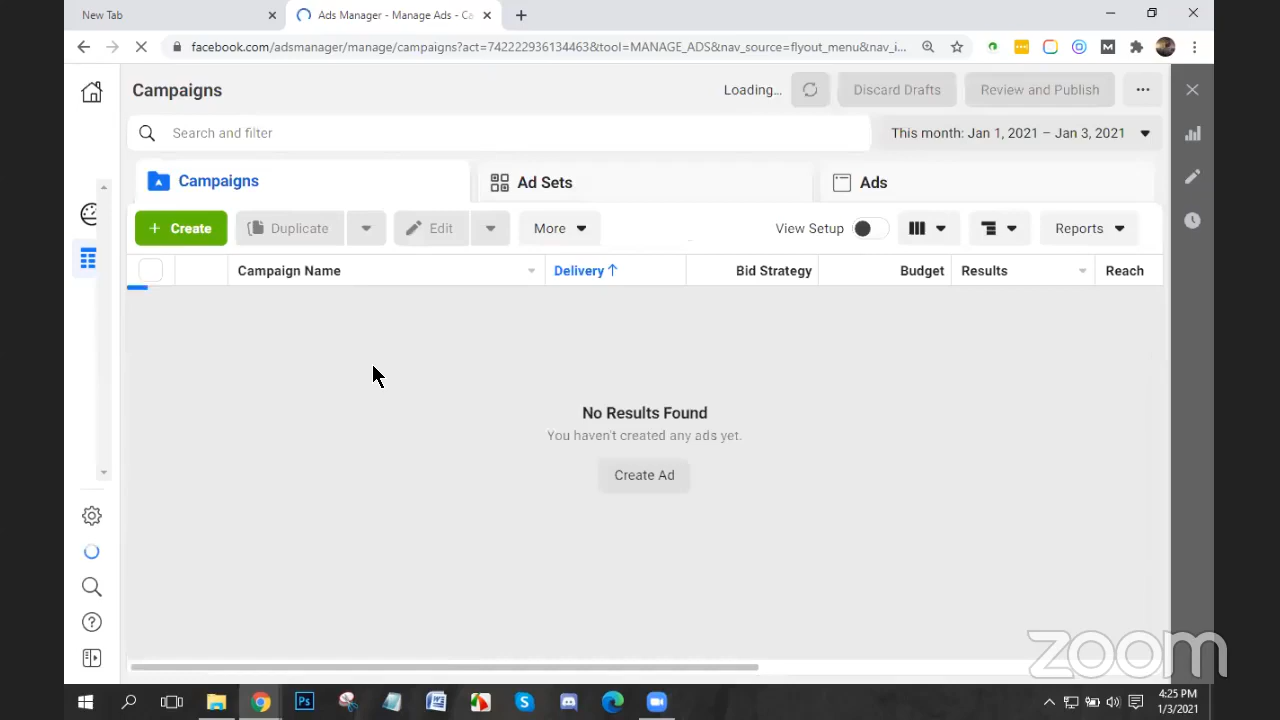 New Tab
Ads Manager - Manage Ads - Ca
facebook.com/adsmanager/manage/campaigns?act=742222936134463&tool=MANAGE_ADS&nav_source=flyout_menu&nav_i...
Campaigns
Loading...
Discard Drafts
Review and Publish
Search and filter
This month: Jan 1, 2021 – Jan 3, 2021
Campaigns
Ad Sets
Ads
+ Create
Duplicate
Edit
More
View Setup
Reports
Campaign Name
Delivery ↑
Bid Strategy
Budget
Results
Reach
No Results Found
You haven't created any ads yet.
Create Ad
zoom
4:25 PM
1/3/2021